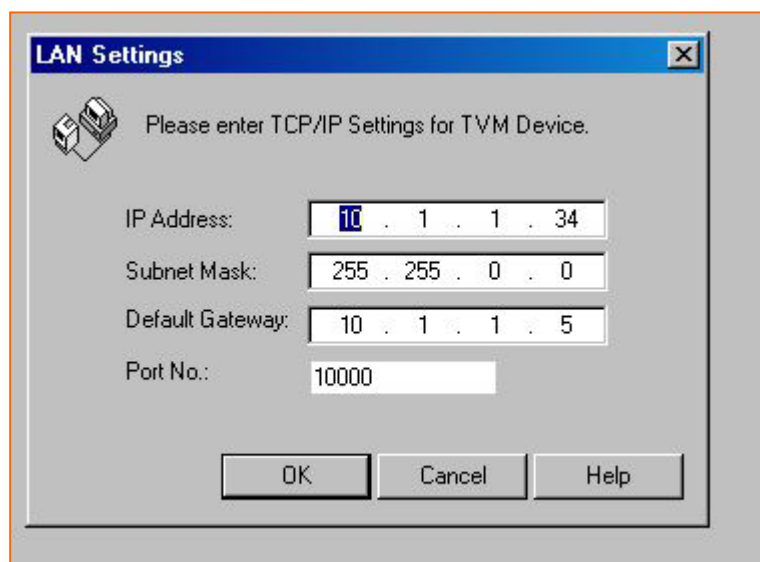 LAN Settings
Please enter TCP/IP Settings for TVM Device.
IP Address: 10 . 1 . 1 . 34
Subnet Mask: 255 . 255 . 0 . 0
Default Gateway: 10 . 1 . 1 . 5
Port No.: 10000
OK Cancel Help